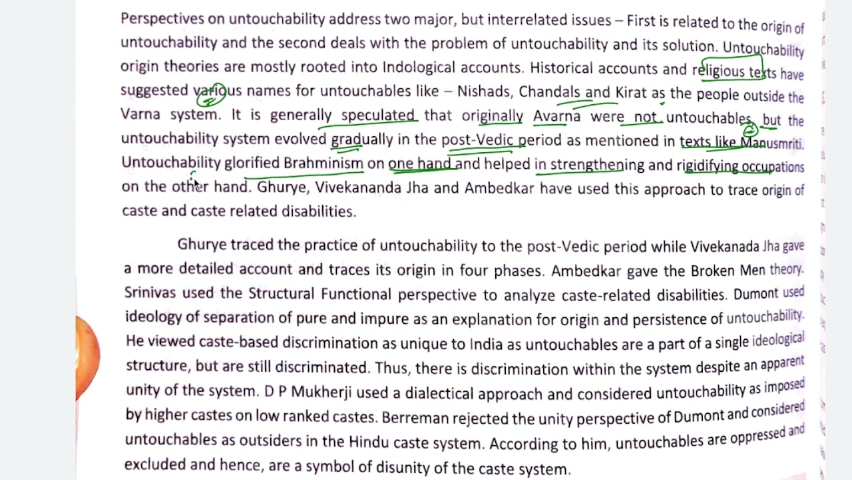 Perspectives on untouchability address two major, but interrelated issues – First is related to the origin of
untouchability and the second deals with the problem of untouchability and its solution. Untouchability
origin theories are mostly rooted into Indological accounts. Historical accounts and religious texts have
suggested various names for untouchables like – Nishads, Chandals and Kirat as the people outside the
Varna system. It is generally speculated that originally Avarna were not untouchables, but the
untouchability system evolved gradually in the post-Vedic period as mentioned in texts like Manusmriti.
Untouchability glorified Brahminism on one hand and helped in strengthening and rigidifying occupations
on the other hand. Ghurye, Vivekananda Jha and Ambedkar have used this approach to trace origin of
caste and caste related disabilities.
Ghurye traced the practice of untouchability to the post-Vedic period while Vivekanada Jha gave
a more detailed account and traces its origin in four phases. Ambedkar gave the Broken Men theory.
Srinivas used the Structural Functional perspective to analyze caste-related disabilities. Dumont used
ideology of separation of pure and impure as an explanation for origin and persistence of untouchability.
He viewed caste-based discrimination as unique to India as untouchables are a part of a single ideological
structure, but are still discriminated. Thus, there is discrimination within the system despite an apparent
unity of the system. D P Mukherji used a dialectical approach and considered untouchability as imposed
by higher castes on low ranked castes. Berreman rejected the unity perspective of Dumont and considered
untouchables as outsiders in the Hindu caste system. According to him, untouchables are oppressed and
excluded and hence, are a symbol of disunity of the caste system.